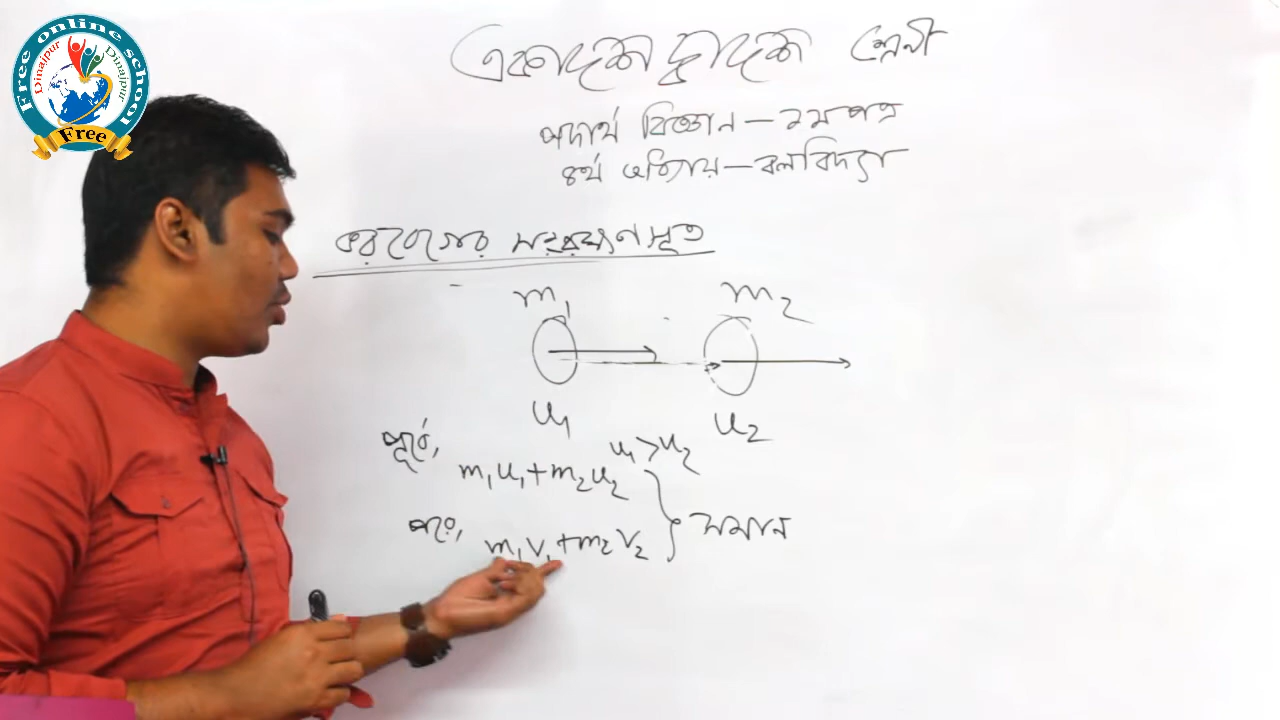 Free online school
Dinajpur Dinajpur
Free
একাদশ দ্বাদশ শ্রেণী
পদার্থ বিজ্ঞান - ১ম পত্র
৪র্থ অধ্যায় - বলবিদ্যা
ভরবেগের সংরক্ষণ সূত্র
m₁ m₂
u₁ u₂
পূর্বে, u₁ > u₂
m₁u₁ + m₂u₂
পরে, m₁v₁ + m₂v₂ সমান